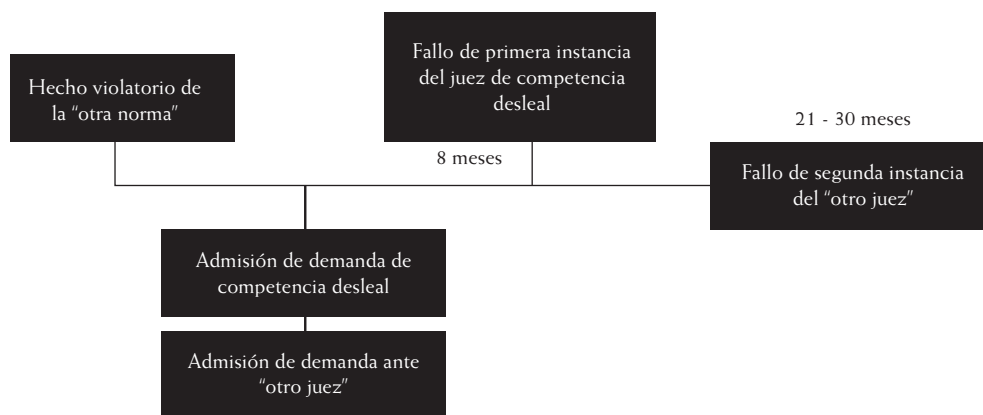 Hecho violatorio de
la “otra norma”
Fallo de primera instancia
del juez de competencia
desleal
8 meses
21 - 30 meses
Fallo de segunda instancia
del “otro juez”
Admisión de demanda de
competencia desleal
Admisión de demanda ante
“otro juez”